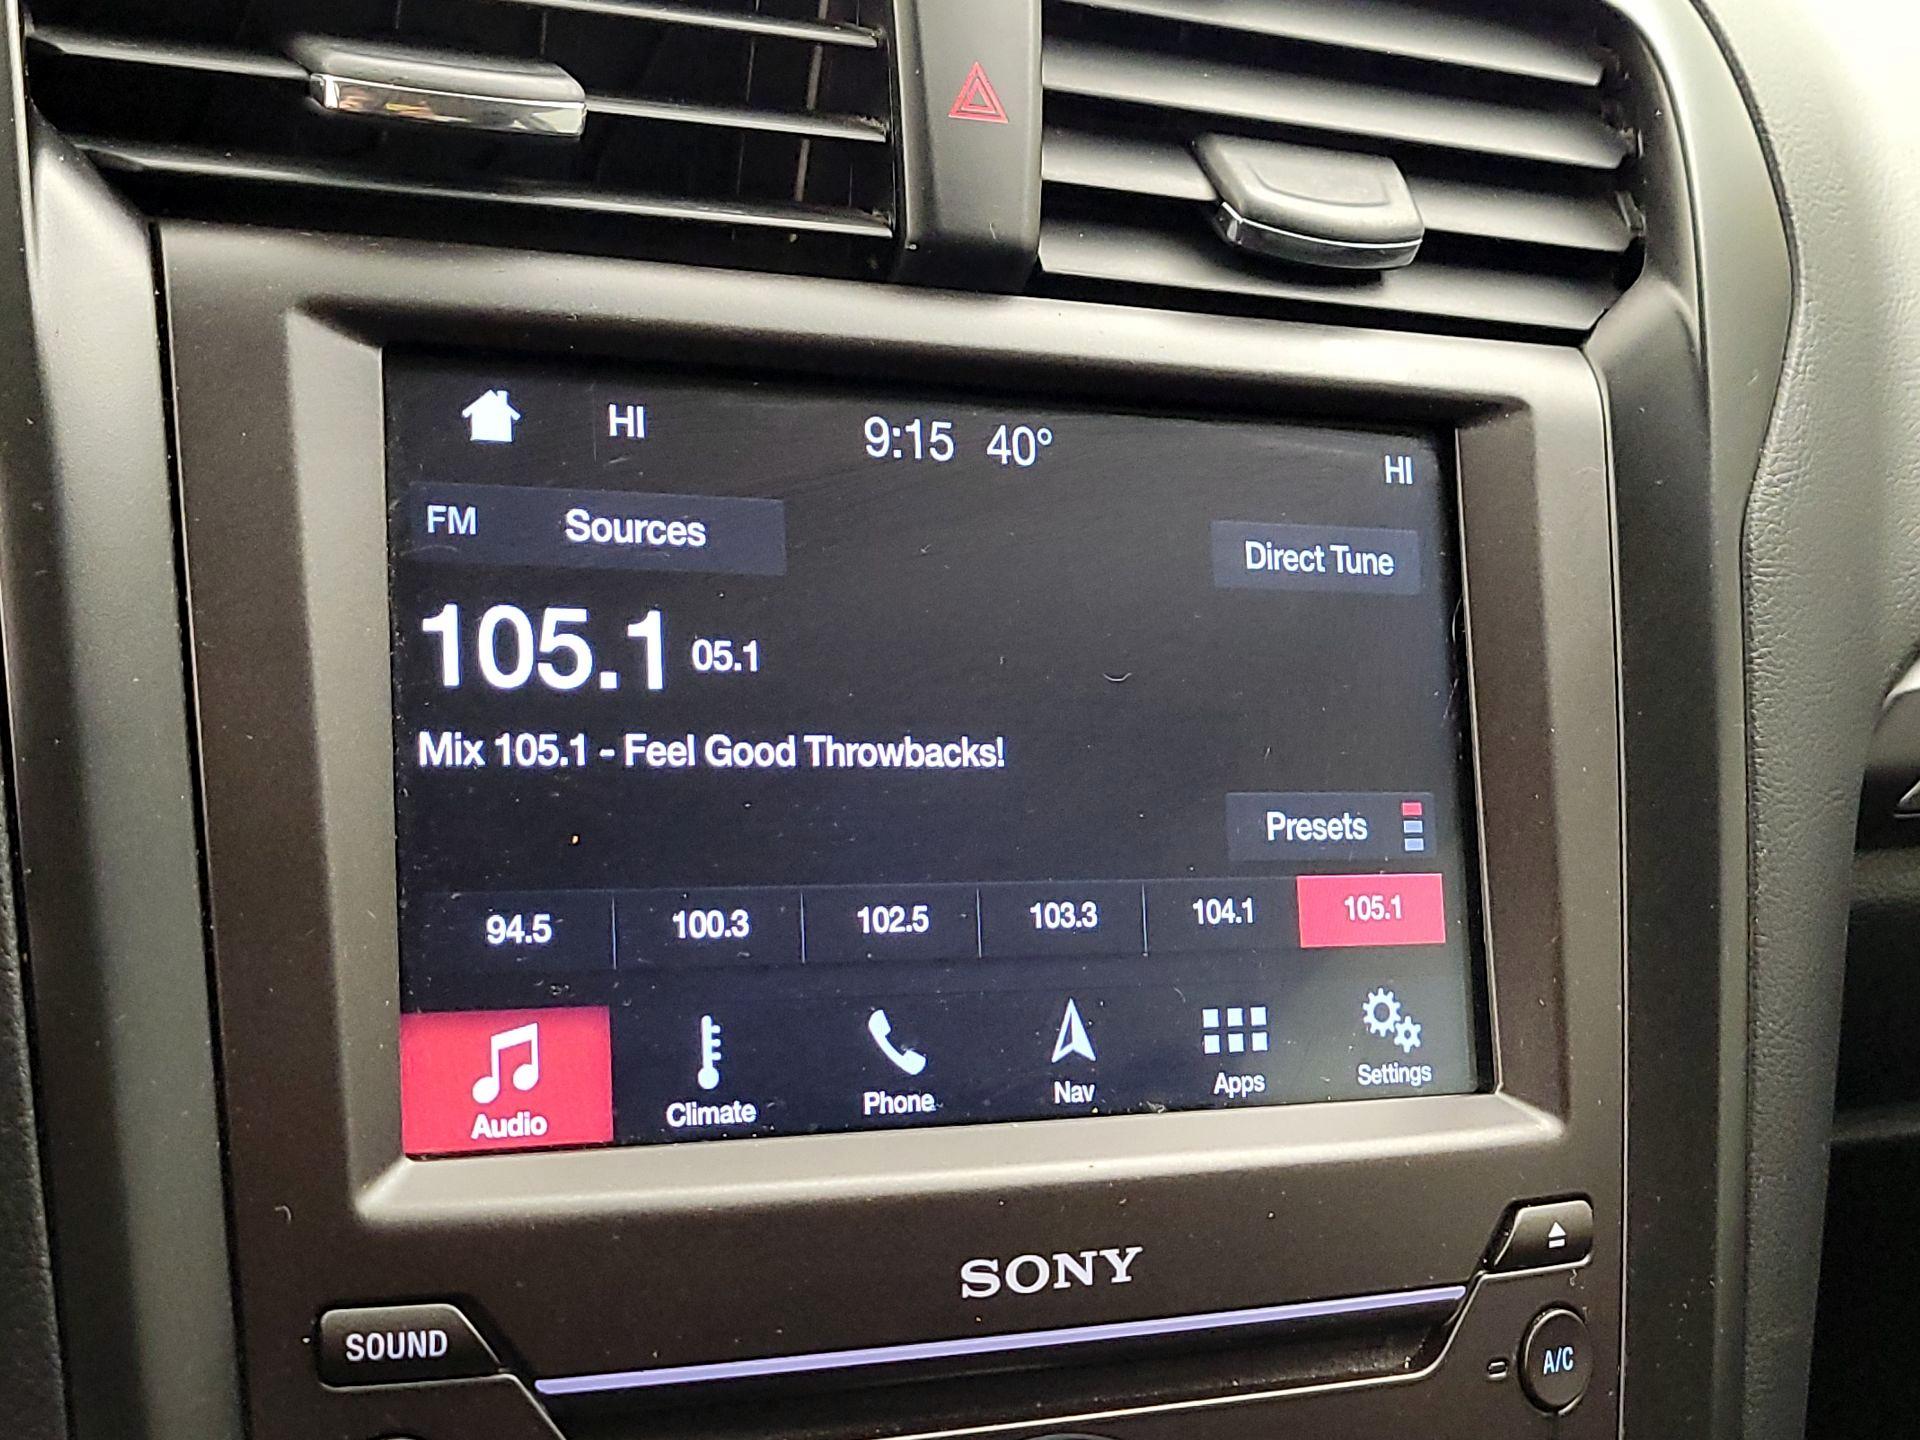 HI 9:15 40° HI
FM Sources Direct Tune
105.1 05.1
Mix 105.1 - Feel Good Throwbacks!
Presets
94.5 100.3 102.5 103.3 104.1 105.1
Audio Climate Phone Nav Apps Settings
SONY
SOUND
A/C